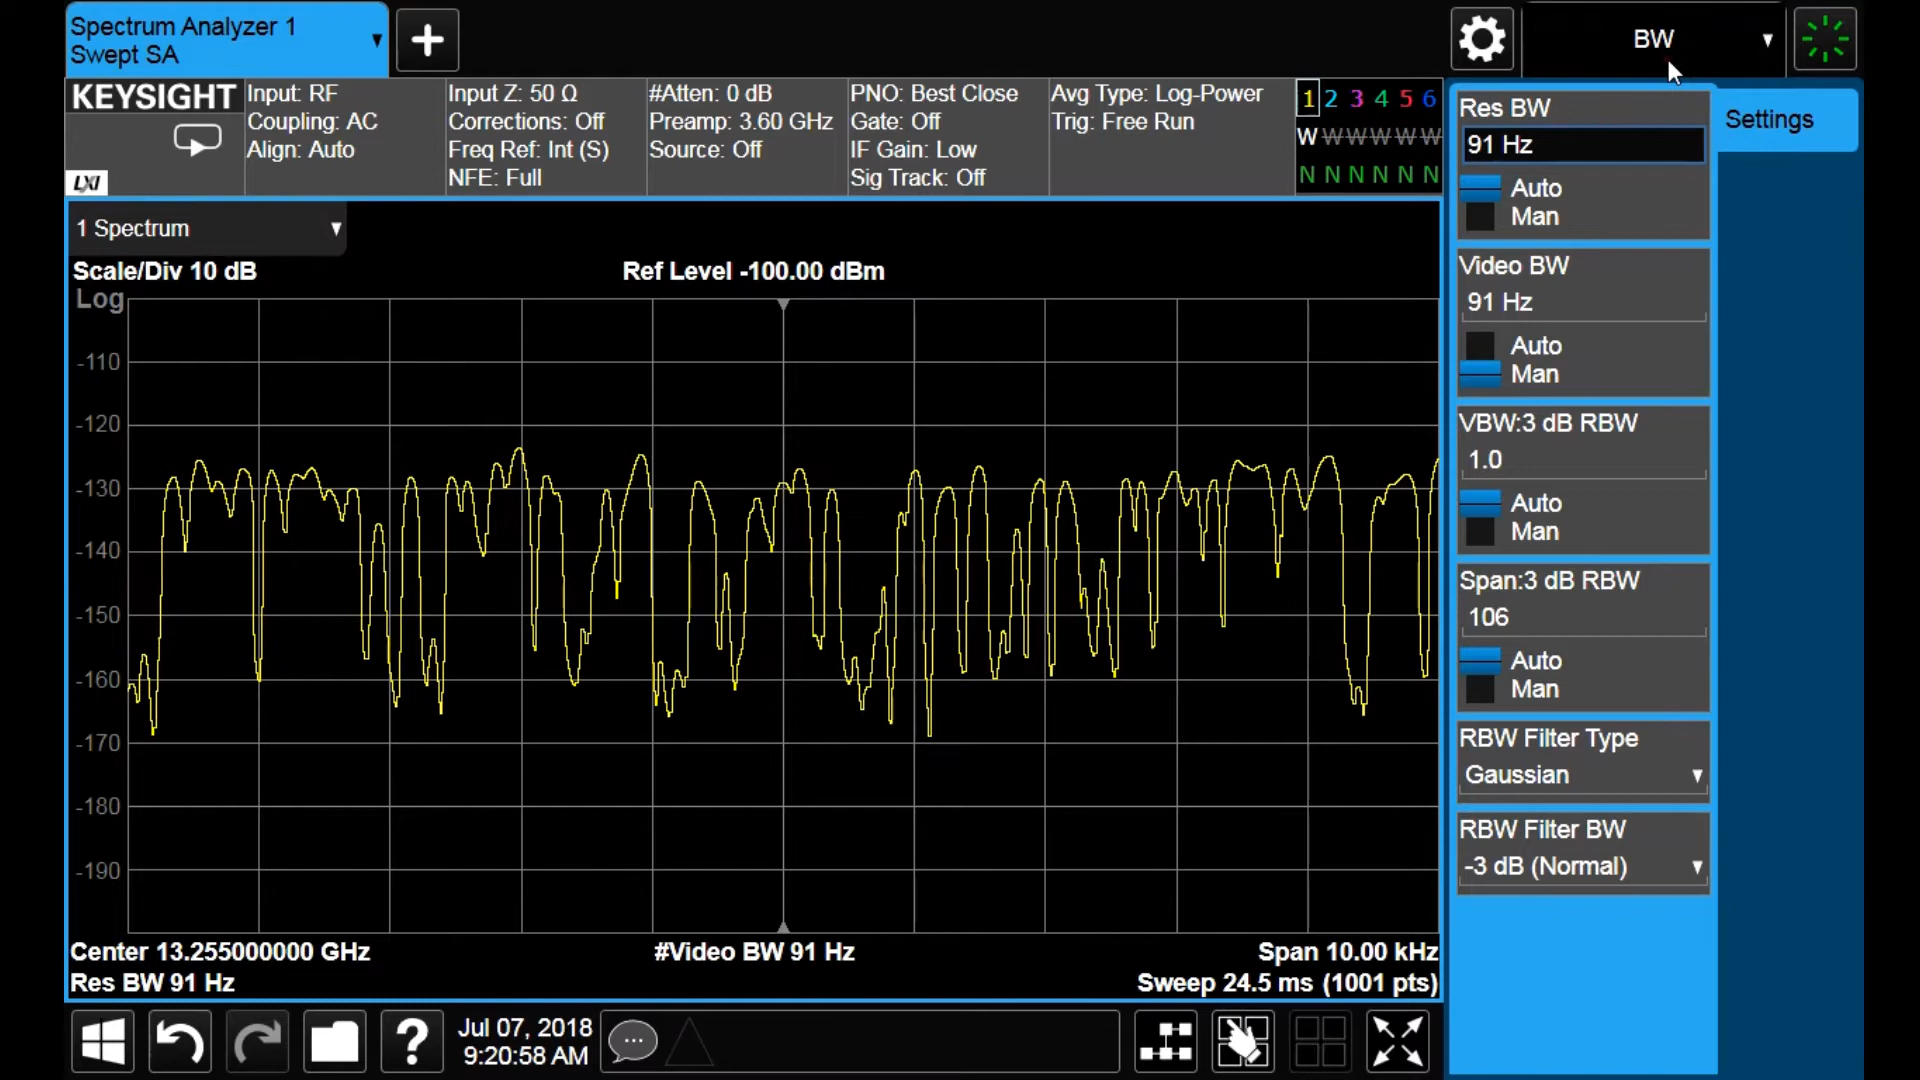 Spectrum Analyzer 1
Swept SA
BW
KEYSIGHT
LXI
Input: RF
Coupling: AC
Align: Auto
Input Z: 50 Ω
Corrections: Off
Freq Ref: Int (S)
NFE: Full
#Atten: 0 dB
Preamp: 3.60 GHz
Source: Off
PNO: Best Close
Gate: Off
IF Gain: Low
Sig Track: Off
Avg Type: Log-Power
Trig: Free Run
1 2 3 4 5 6
W W W W W W
N N N N N N
1 Spectrum
Scale/Div 10 dB
Ref Level -100.00 dBm
Log
-110
-120
-130
-140
-150
-160
-170
-180
-190
Center 13.255000000 GHz
#Video BW 91 Hz
Span 10.00 kHz
Res BW 91 Hz
Sweep 24.5 ms (1001 pts)
Settings
Res BW
91 Hz
Auto
Man
Video BW
91 Hz
Auto
Man
VBW:3 dB RBW
1.0
Auto
Man
Span:3 dB RBW
106
Auto
Man
RBW Filter Type
Gaussian
RBW Filter BW
-3 dB (Normal)
?
Jul 07, 2018
9:20:58 AM